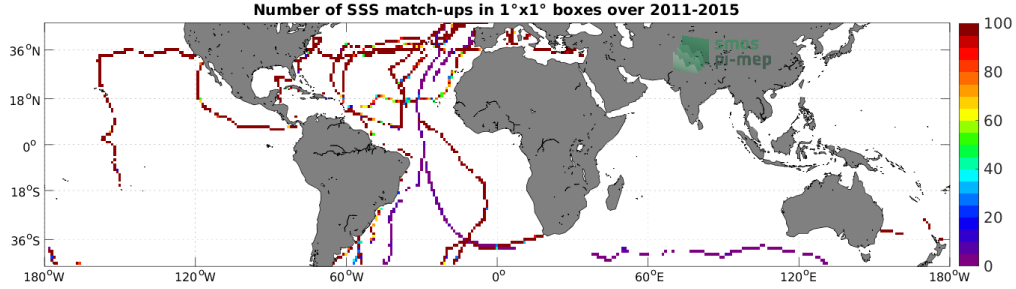 Number of SSS match-ups in 1°x1° boxes over 2011-2015
100
36°N
smos
pi-mep
80
18°N
60
0°
40
18°S
20
36°S
0
180°W 120°W 60°W 0° 60°E 120°E 180°W